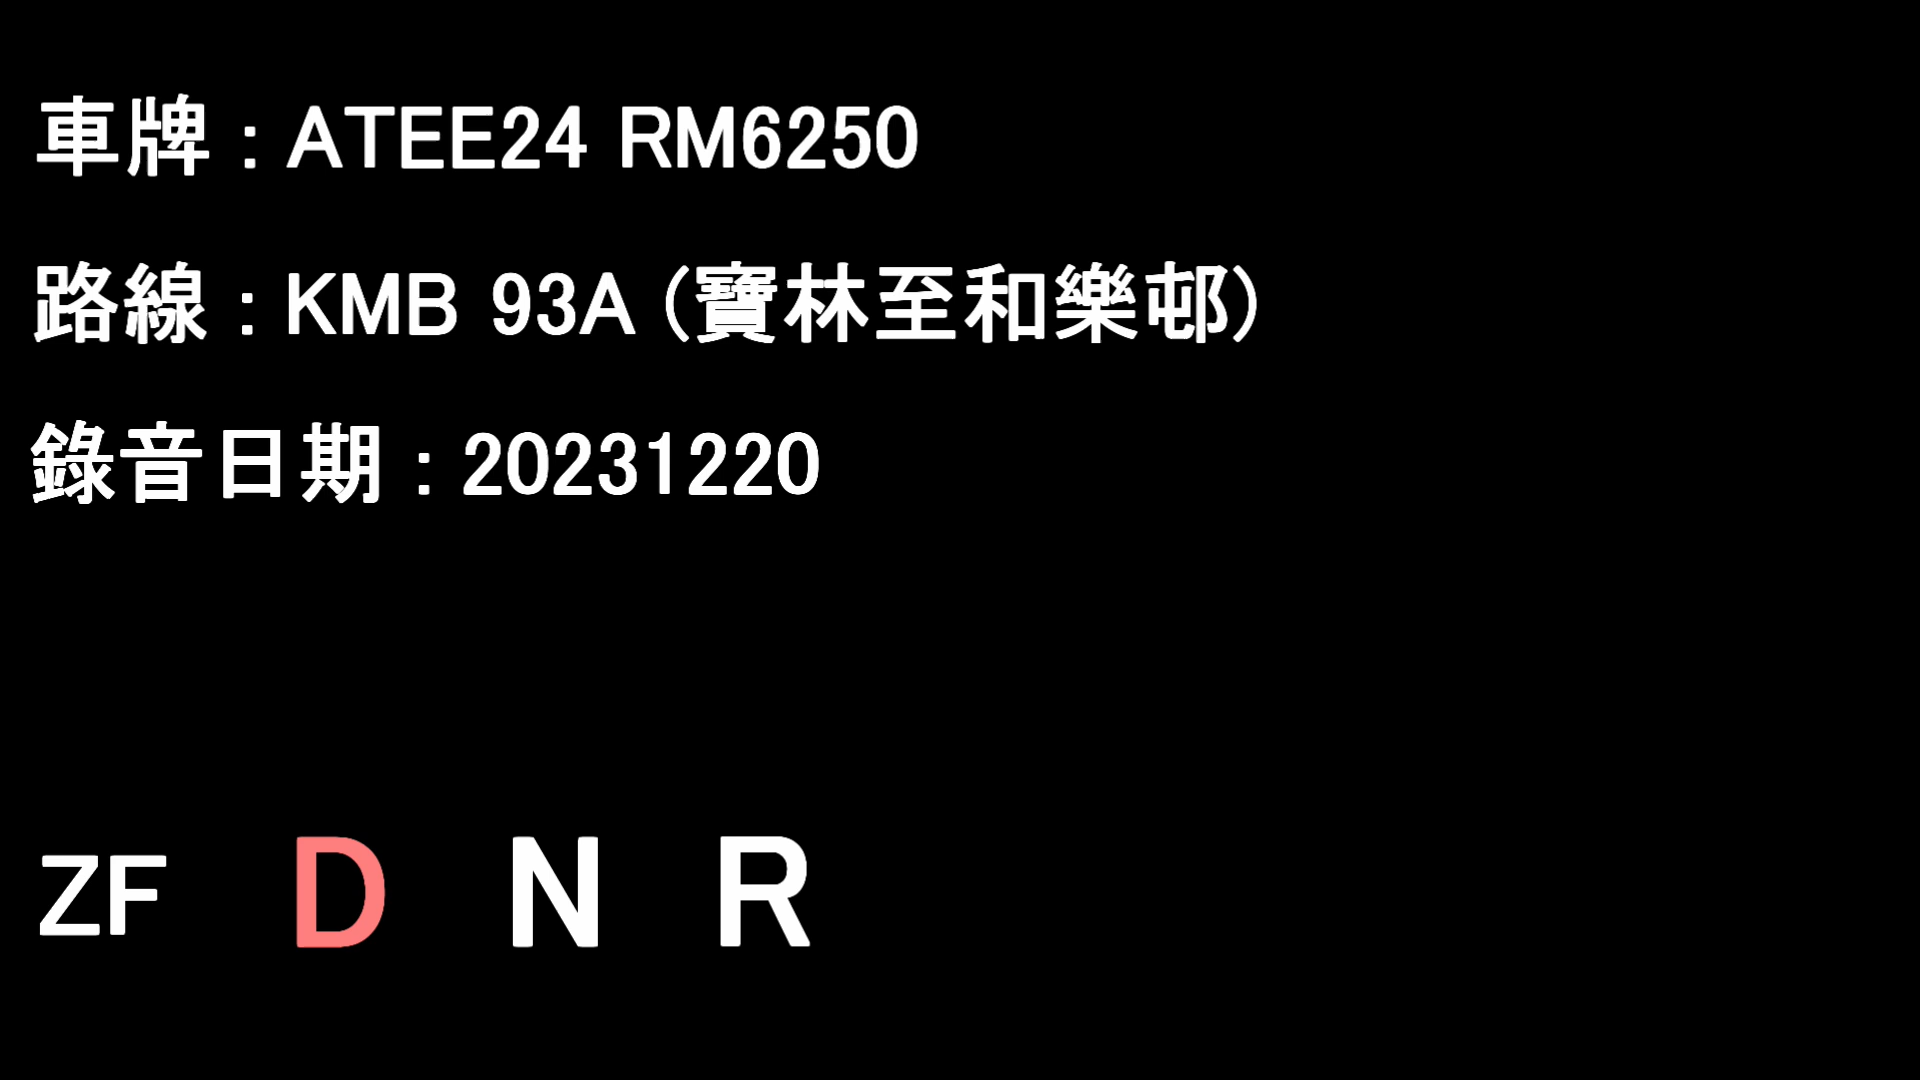 車牌 : ATEE24 RM6250
路線 : KMB 93A (寶林至和樂邨)
錄音日期 : 20231220
ZF D N R